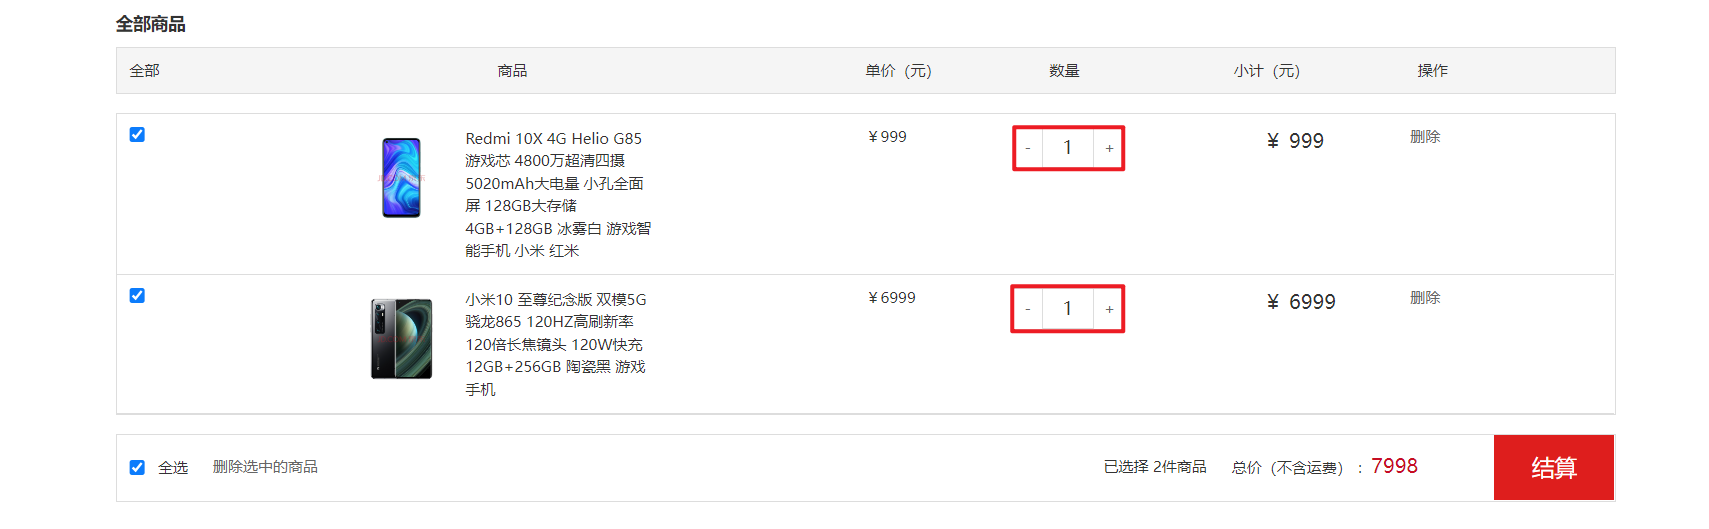 全部商品
全部 商品 单价（元） 数量 小计（元） 操作
Redmi 10X 4G Helio G85
游戏芯 4800万超清四摄
5020mAh大电量 小孔全面
屏 128GB大存储
4GB+128GB 冰雾白 游戏智
能手机 小米 红米
￥999
- 1 +
￥ 999
删除
小米10 至尊纪念版 双模5G
骁龙865 120HZ高刷新率
120倍长焦镜头 120W快充
12GB+256GB 陶瓷黑 游戏
手机
￥6999
- 1 +
￥ 6999
删除
全选 删除选中的商品 已选择 2件商品 总价（不含运费） : 7998 结算